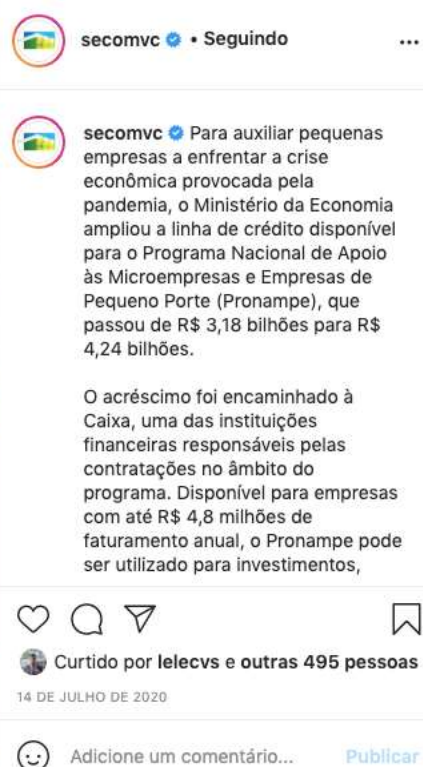 secomvc • Seguindo
secomvc Para auxiliar pequenas
empresas a enfrentar a crise
econômica provocada pela
pandemia, o Ministério da Economia
ampliou a linha de crédito disponível
para o Programa Nacional de Apoio
às Microempresas e Empresas de
Pequeno Porte (Pronampe), que
passou de R$ 3,18 bilhões para R$
4,24 bilhões.
O acréscimo foi encaminhado à
Caixa, uma das instituições
financeiras responsáveis pelas
contratações no âmbito do
programa. Disponível para empresas
com até R$ 4,8 milhões de
faturamento anual, o Pronampe pode
ser utilizado para investimentos,
Curtido por lelecvs e outras 495 pessoas
14 DE JULHO DE 2020
Adicione um comentário... Publicar